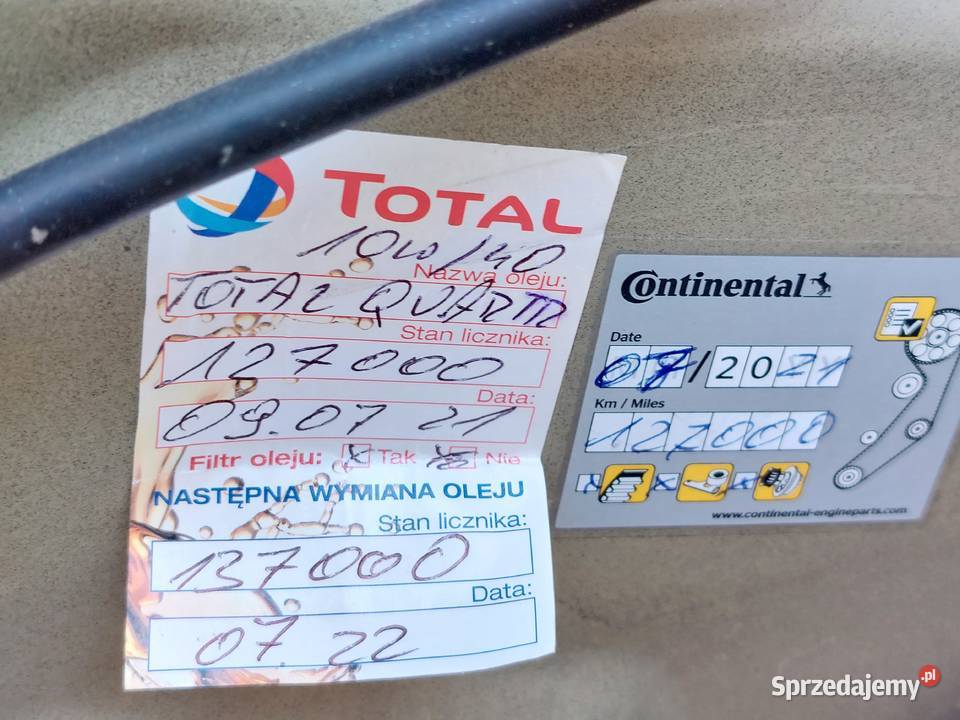 TOTAL
10W/40
Nazwa oleju:
TOTAL QUARTR
Stan licznika:
127000
Data:
09.07 21
Filtr oleju: Tak Nie
NASTĘPNA WYMIANA OLEJU
Stan licznika:
137000
Data:
07. 22
Continental
Date
07/2021
Km / Miles
127000
www.continental-engineparts.com
Sprzedajemy.pl